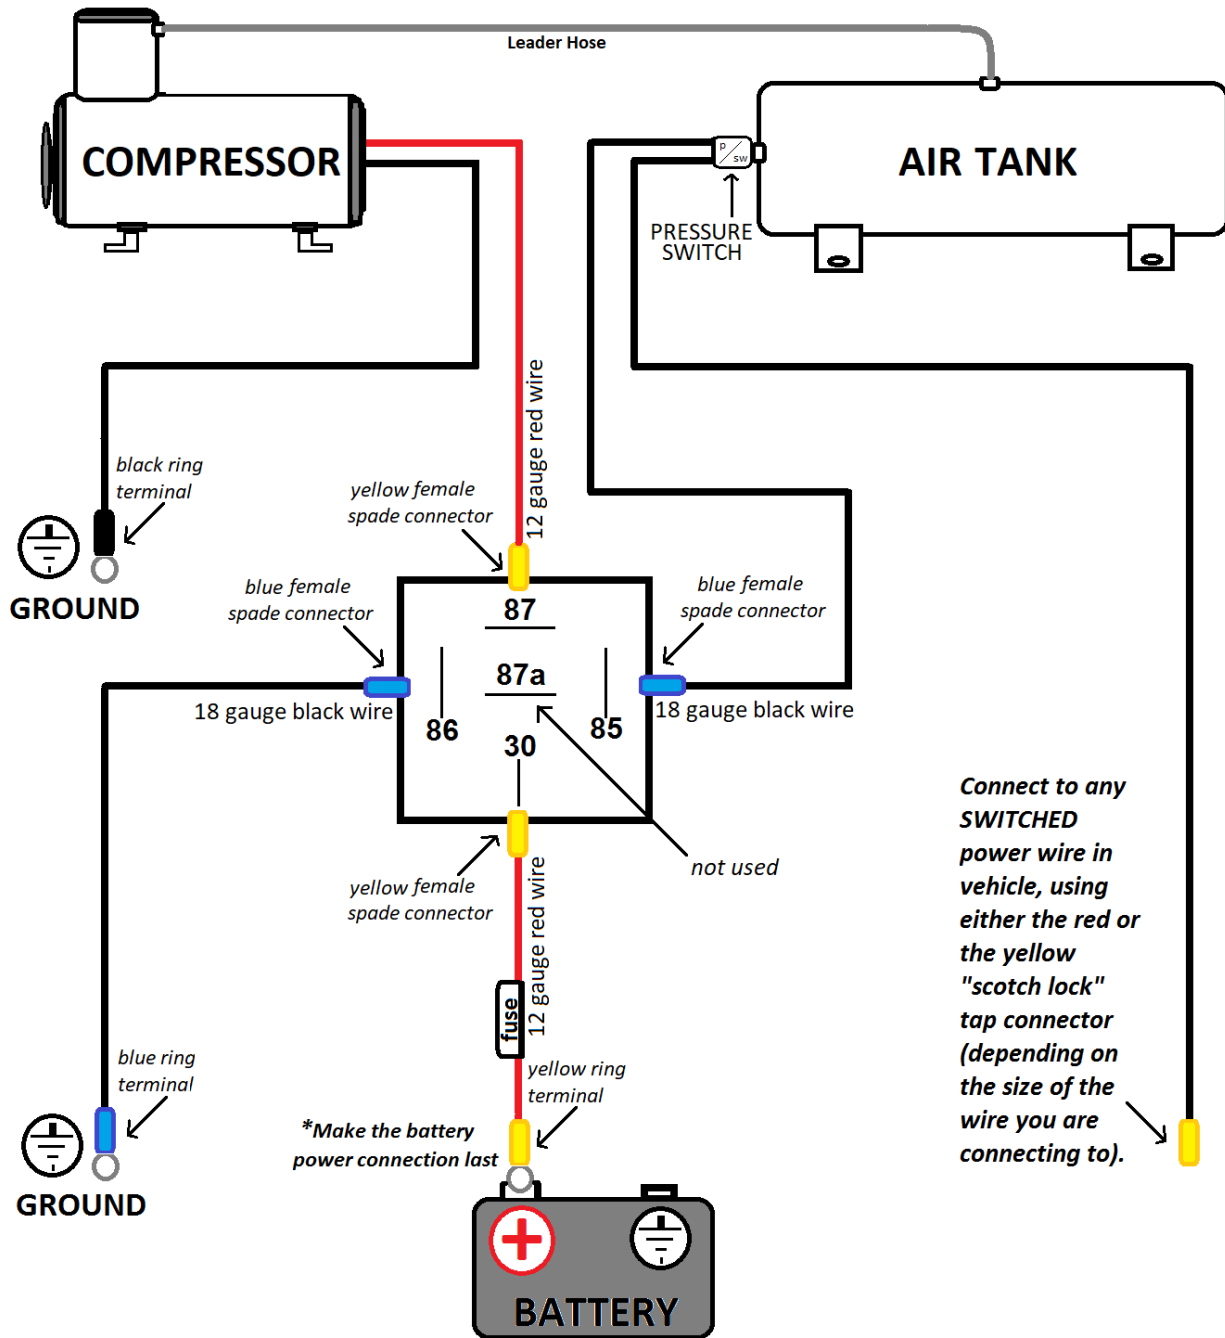 Leader Hose
COMPRESSOR
AIR TANK
p
sw
PRESSURE
SWITCH
12 gauge red wire
black ring
terminal
yellow female
spade connector
GROUND
blue female
spade connector
blue female
spade connector
87
87a
86
85
30
18 gauge black wire
18 gauge black wire
not used
yellow female
spade connector
12 gauge red wire
fuse
Connect to any
SWITCHED
power wire in
vehicle, using
either the red or
the yellow
"scotch lock"
tap connector
(depending on
the size of the
wire you are
connecting to).
blue ring
terminal
yellow ring
terminal
*Make the battery
power connection last
GROUND
BATTERY